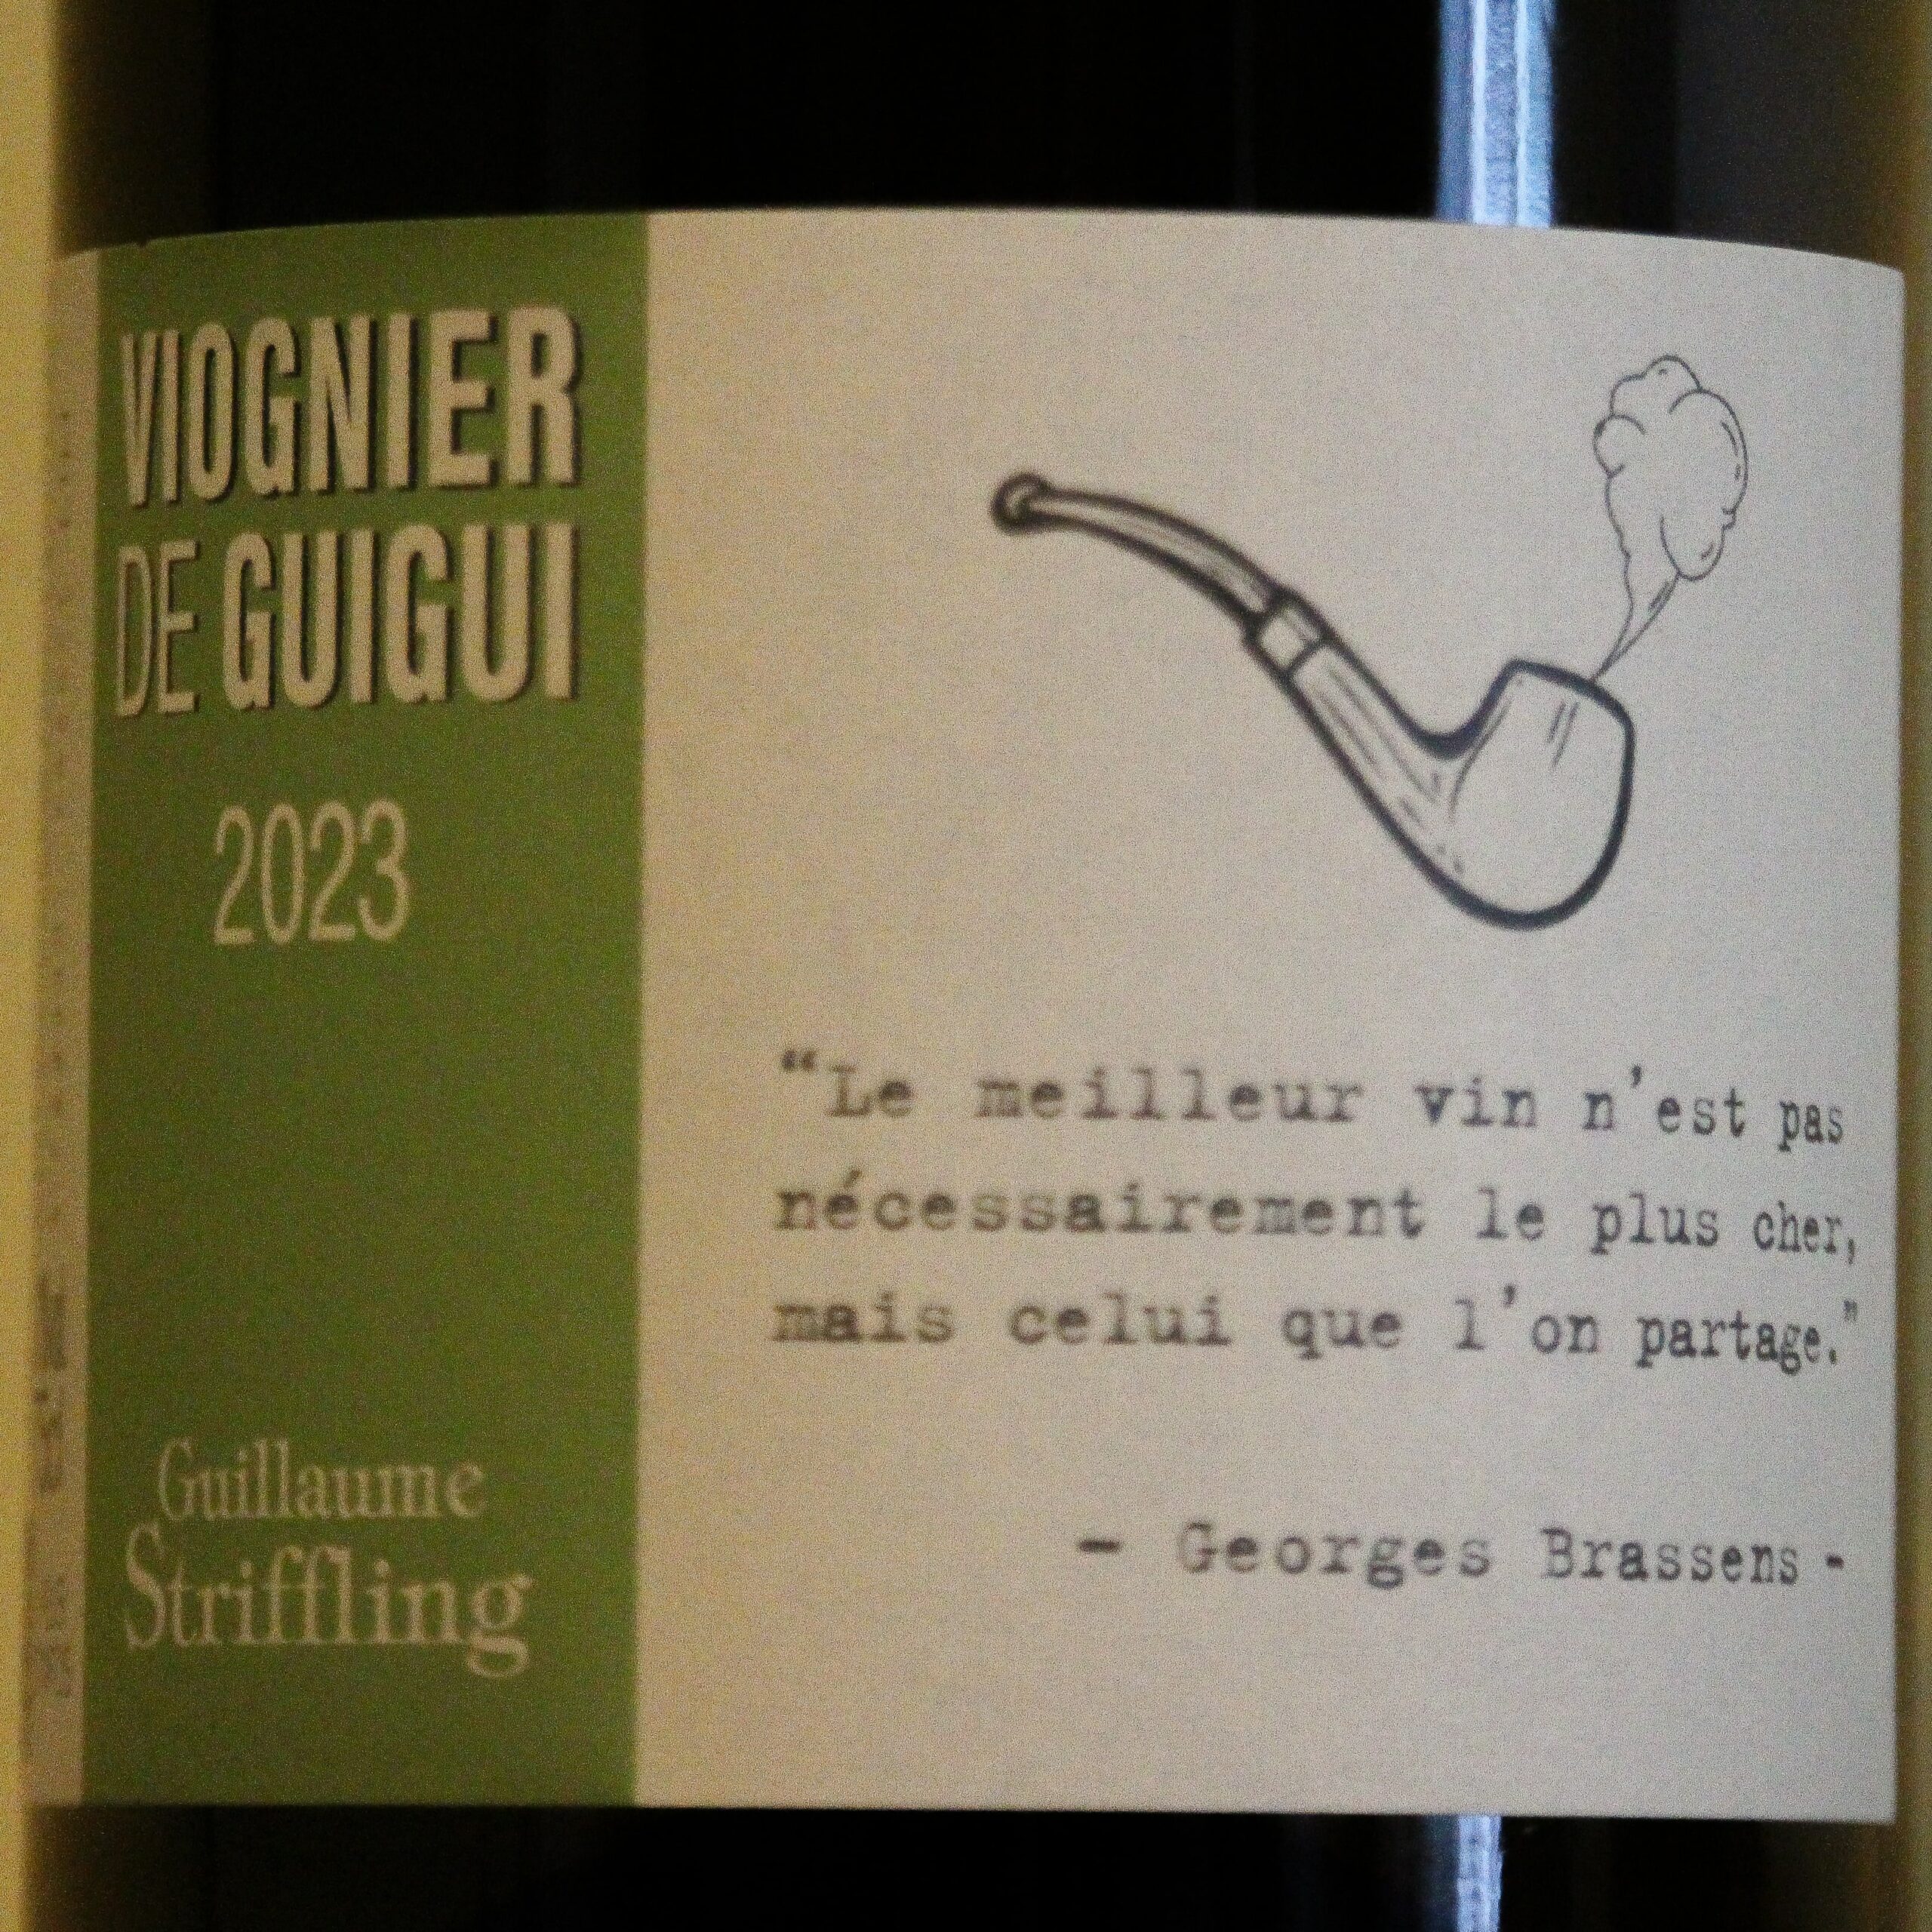 VIOGNIER
DE GUIGUI
2023
Guillaume
Striffling
“Le meilleur vin n'est pas
nécessairement le plus cher,
mais celui que l'on partage.”
- Georges Brassens -